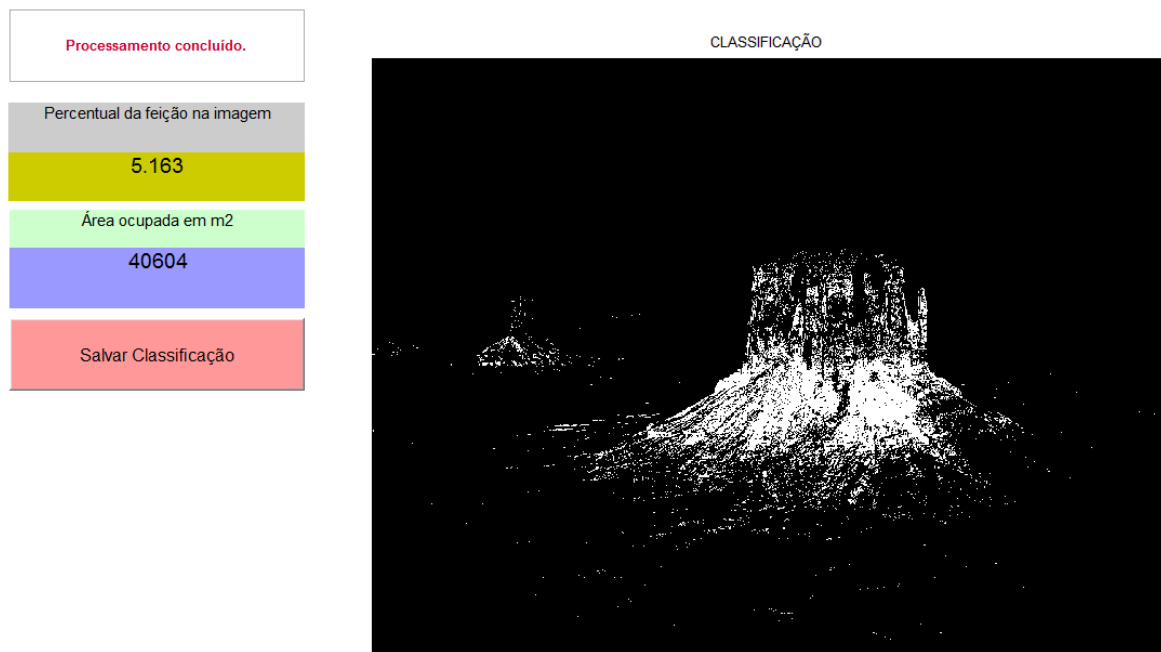 Processamento concluído.
CLASSIFICAÇÃO
Percentual da feição na imagem
5.163
Área ocupada em m2
40604
Salvar Classificação